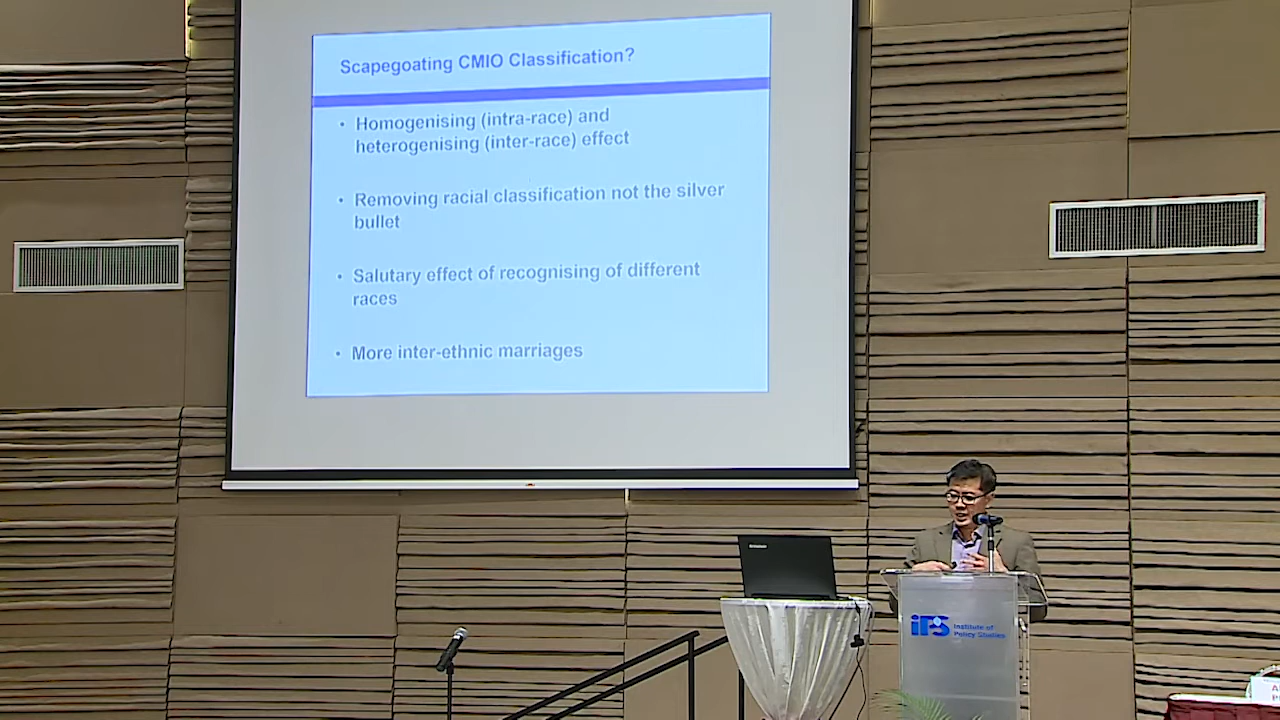 Scapegoating CMIO Classification?
• Homogenising (intra-race) and
heterogenising (inter-race) effect
• Removing racial classification not the silver
bullet
• Salutary effect of recognising of different
races
• More inter-ethnic marriages
iPS Institute of
Policy Studies